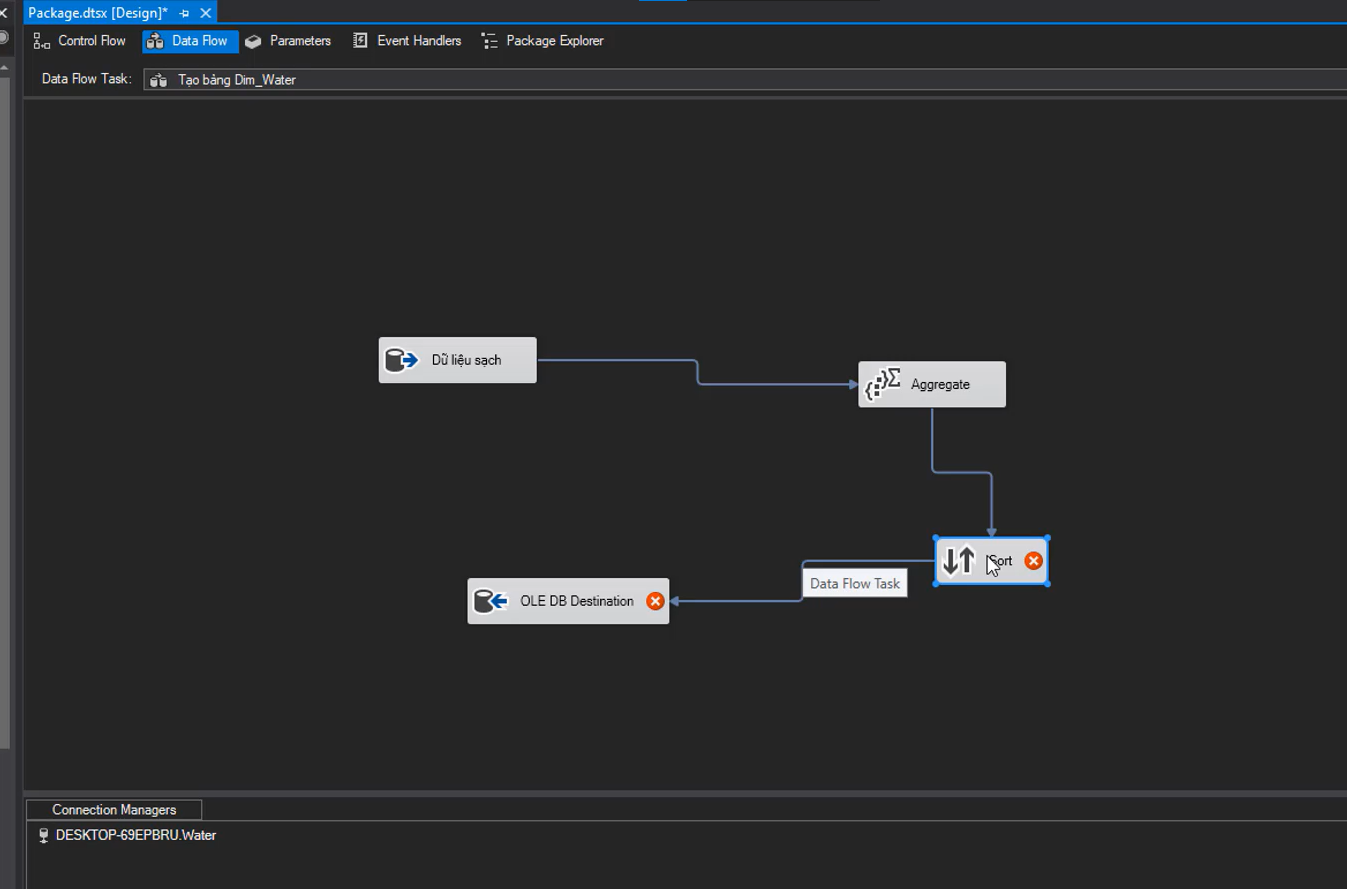 Package.dtsx [Design]*
Control Flow
Data Flow
Parameters
Event Handlers
Package Explorer
Data Flow Task:
Tạo bảng Dim_Water
Dữ liệu sạch
Aggregate
Sort
Data Flow Task
OLE DB Destination
Connection Managers
DESKTOP-69EPBRU.Water